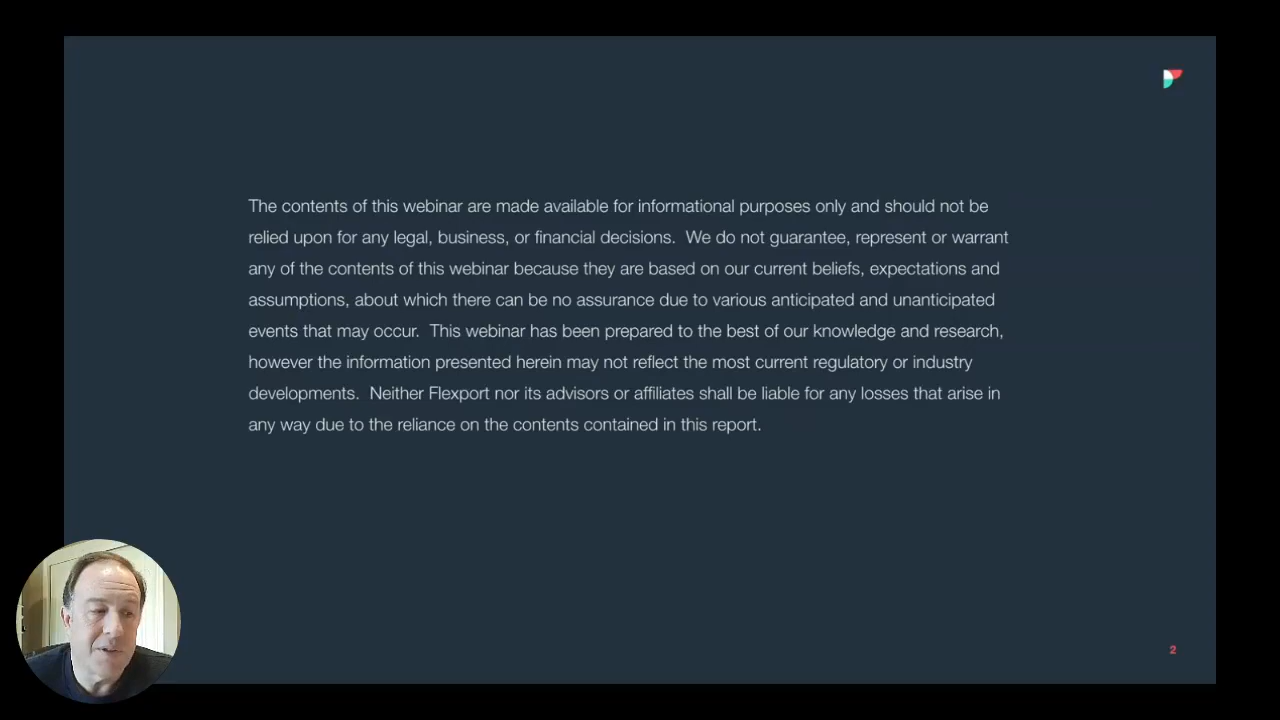 The contents of this webinar are made available for informational purposes only and should not be
relied upon for any legal, business, or financial decisions.  We do not guarantee, represent or warrant
any of the contents of this webinar because they are based on our current beliefs, expectations and
assumptions, about which there can be no assurance due to various anticipated and unanticipated
events that may occur.  This webinar has been prepared to the best of our knowledge and research,
however the information presented herein may not reflect the most current regulatory or industry
developments.  Neither Flexport nor its advisors or affiliates shall be liable for any losses that arise in
any way due to the reliance on the contents contained in this report.
2